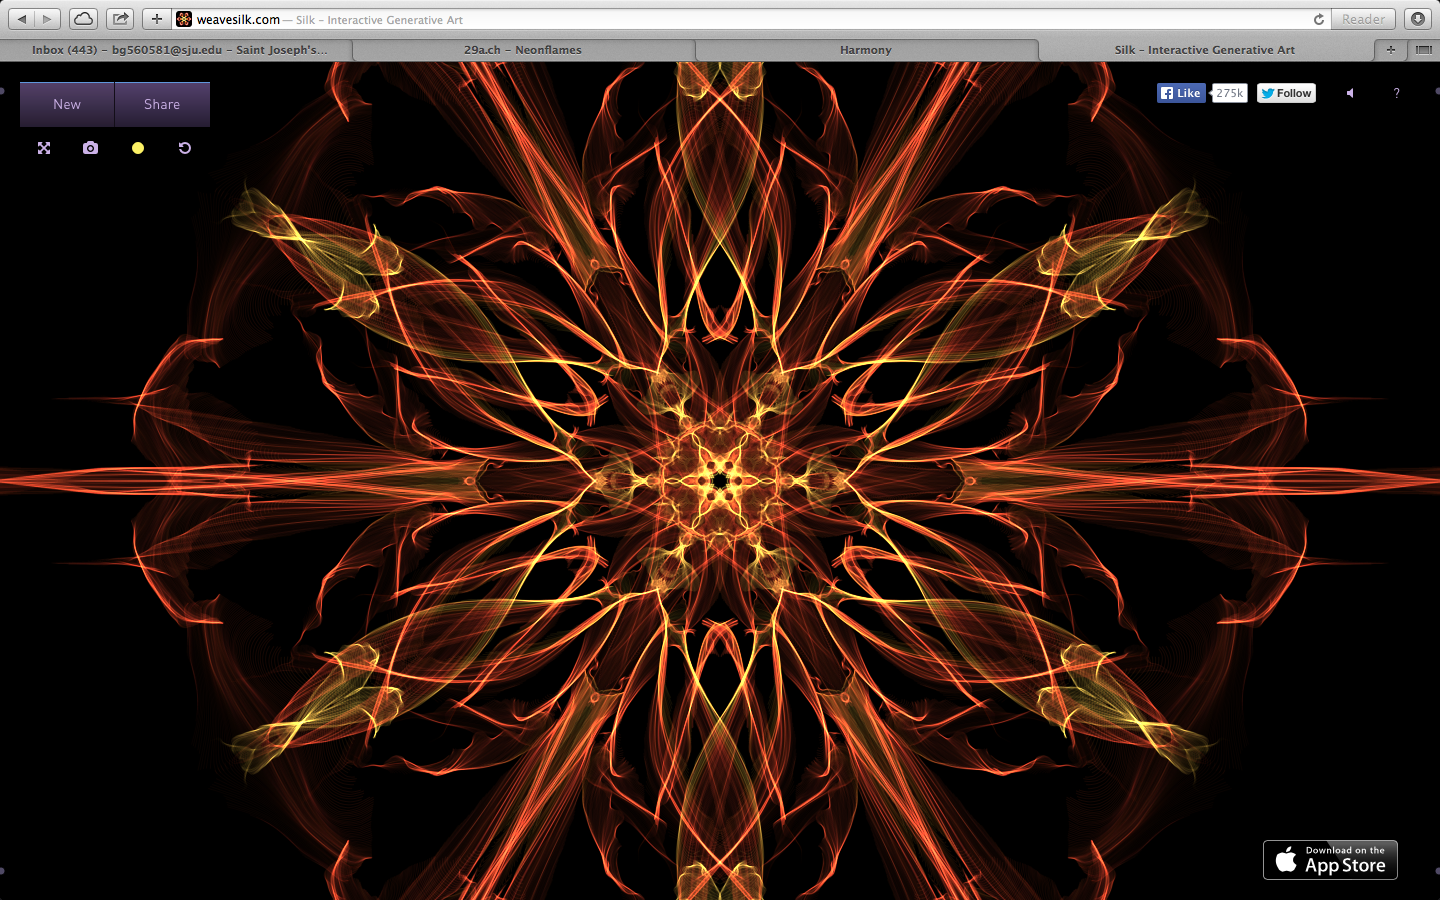 weavesilk.com — Silk – Interactive Generative Art
Reader
Inbox (443) – bg560581@sju.edu – Saint Joseph's...
29a.ch – Neonflames
Harmony
Silk – Interactive Generative Art
New
Share
Like
275k
Follow
?
Download on the
App Store